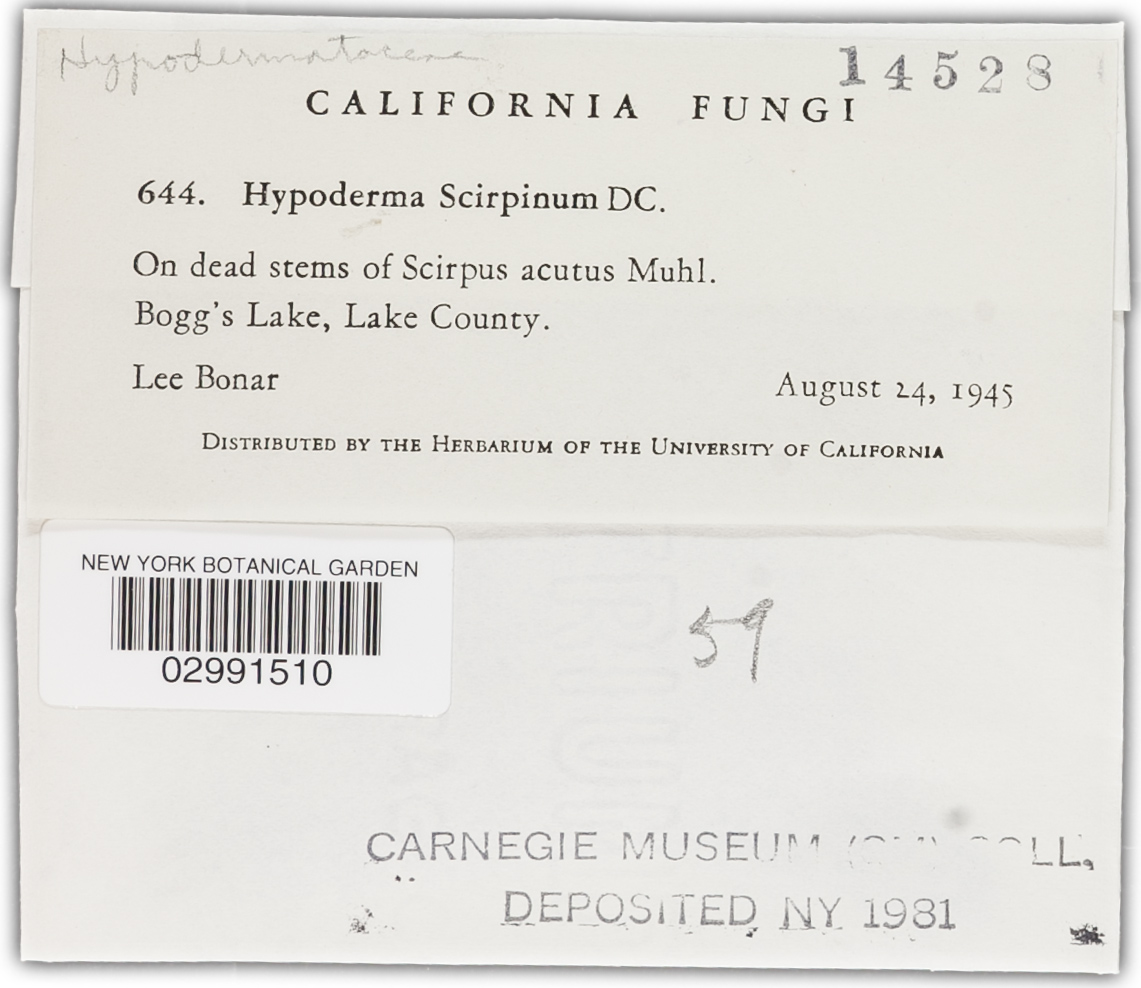 Hypodermataceae
14528
CALIFORNIA FUNGI
644. Hypoderma Scirpinum DC.
On dead stems of Scirpus acutus Muhl.
Bogg's Lake, Lake County.
Lee Bonar
August 24, 1945
DISTRIBUTED BY THE HERBARIUM OF THE UNIVERSITY OF CALIFORNIA
NEW YORK BOTANICAL GARDEN
02991510
59
CARNEGIE MUSEUM
DEPOSITED NY 1981